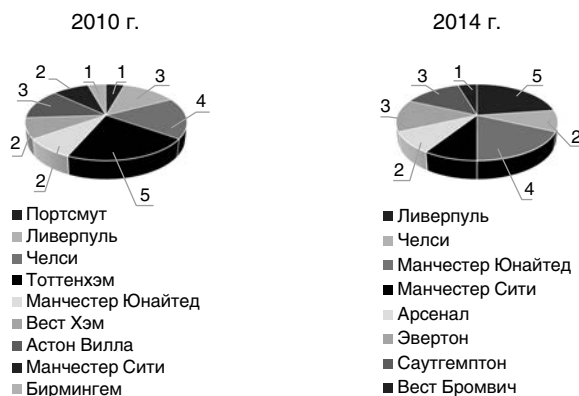 2010 г.
2
1
1
3
3
4
2
2
5
Портсмут
Ливерпуль
Челси
Тоттенхэм
Манчестер Юнайтед
Вест Хэм
Астон Вилла
Манчестер Сити
Бирмингем
2014 г.
3
1
5
3
2
2
4
Ливерпуль
Челси
Манчестер Юнайтед
Манчестер Сити
Арсенал
Эвертон
Саутгемптон
Вест Бромвич